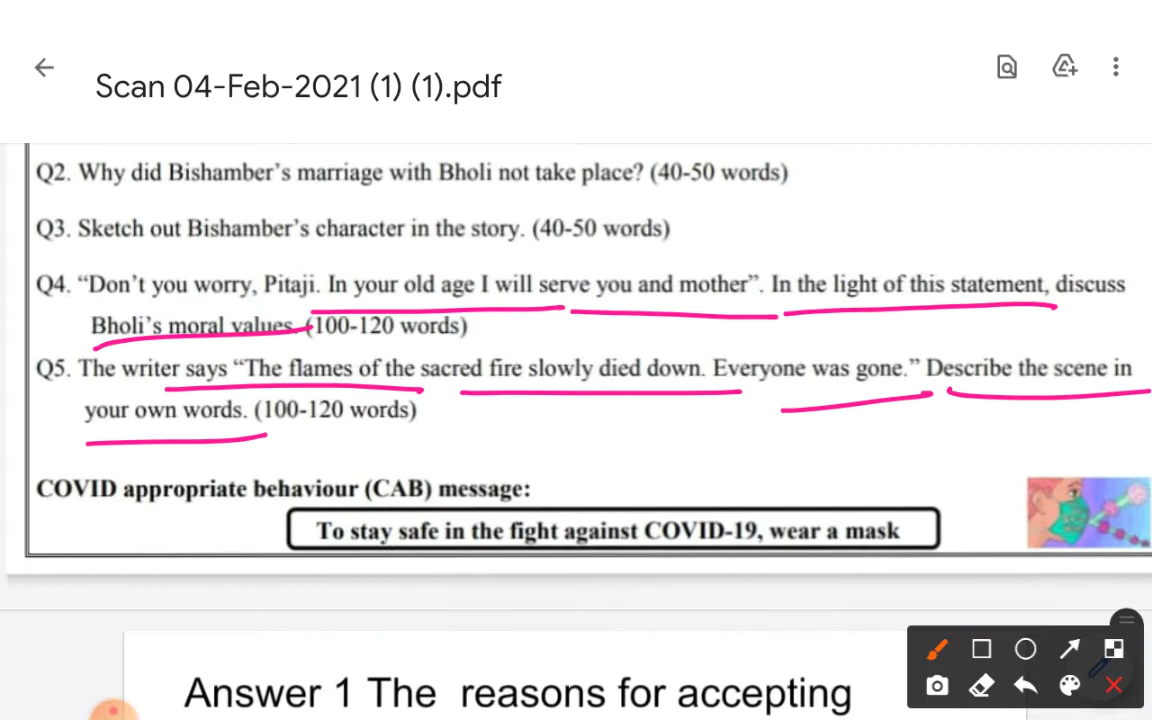 Scan 04-Feb-2021 (1) (1).pdf
Q2. Why did Bishamber's marriage with Bholi not take place? (40-50 words)
Q3. Sketch out Bishamber's character in the story. (40-50 words)
Q4. “Don't you worry, Pitaji. In your old age I will serve you and mother”. In the light of this statement, discuss
Bholi's moral values. (100-120 words)
Q5. The writer says “The flames of the sacred fire slowly died down. Everyone was gone.” Describe the scene in
your own words. (100-120 words)
COVID appropriate behaviour (CAB) message:
To stay safe in the fight against COVID-19, wear a mask
Answer 1 The reasons for accepting